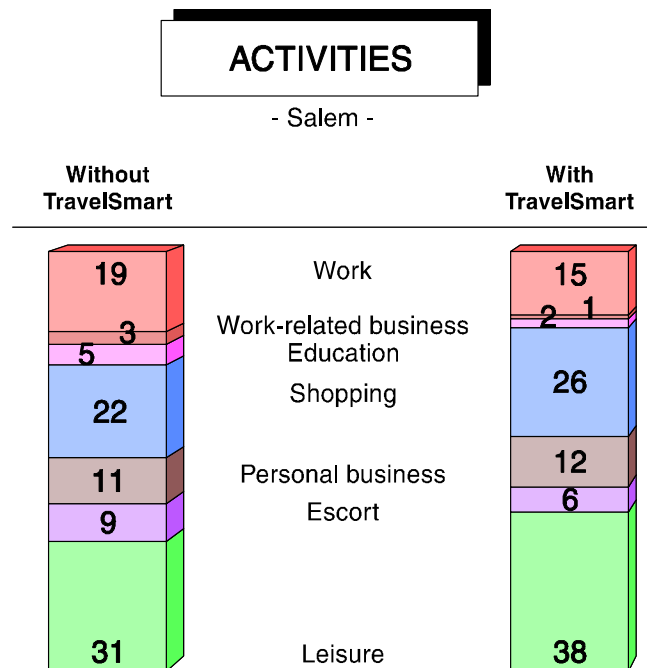 ACTIVITIES
- Salem -
Without
TravelSmart
With
TravelSmart
19 Work 15
3 Work-related business 1
5 Education 2
22 Shopping 26
11 Personal business 12
9 Escort 6
31 Leisure 38